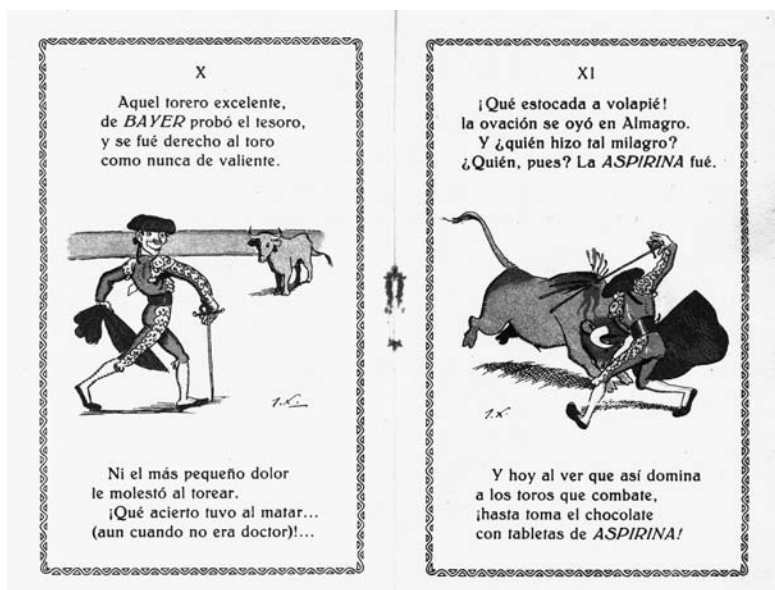 X
Aquel torero excelente,
de BAYER probó el tesoro,
y se fué derecho al toro
como nunca de valiente.
Ni el más pequeño dolor
le molestó al torear.
¡Qué acierto tuvo al matar...
(aun cuando no era doctor)!...
XI
¡Qué estocada a volapié!
la ovación se oyó en Almagro.
Y ¿quién hizo tal milagro?
¿Quién, pues? La ASPIRINA fué.
Y hoy al ver que así domina
a los toros que combate,
¡hasta toma el chocolate
con tabletas de ASPIRINA!